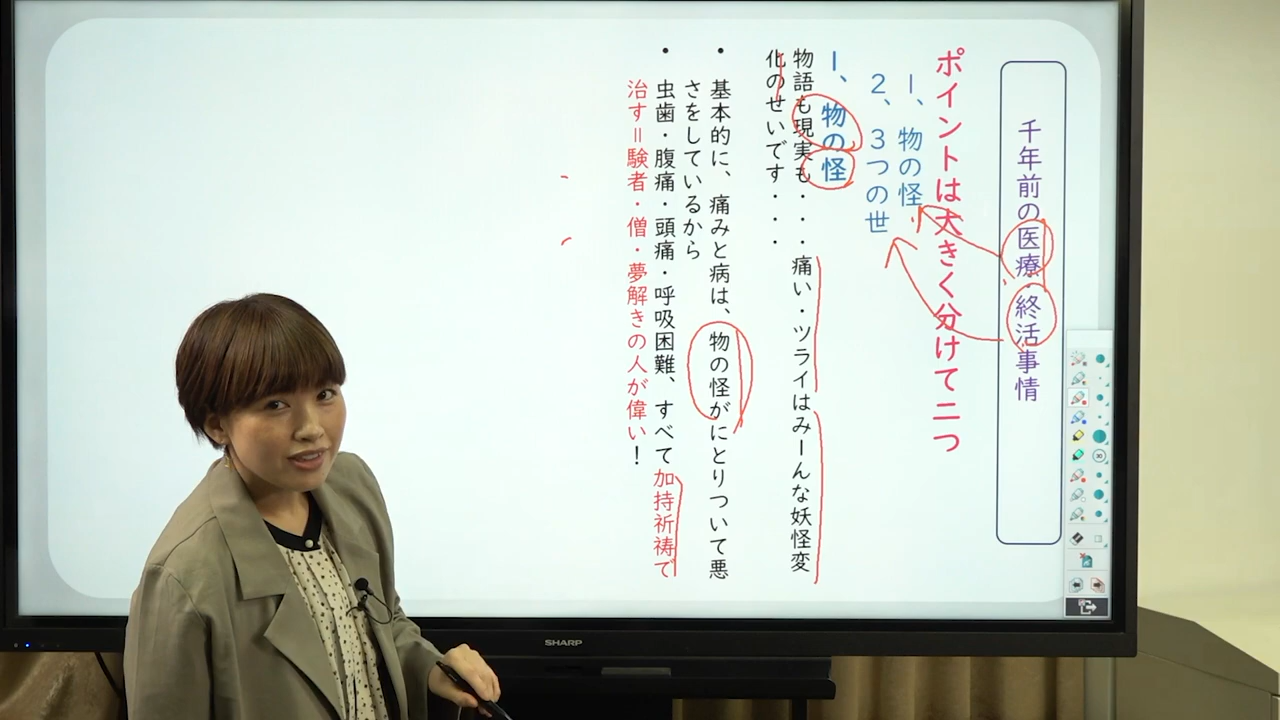 千年前の医療・終活事情
ポイントは大きく分けて二つ
１、物の怪
２、３つの世
１、物の怪
物語も現実も・・・痛い・ツライはみーんな妖怪変
化のせいです・・・
・基本的に、痛みと病は、物の怪がにとりついて悪
さをしているから
・虫歯・腹痛・頭痛・呼吸困難、すべて加持祈祷で
治す＝験者・僧・夢解きの人が偉い！
30
SHARP